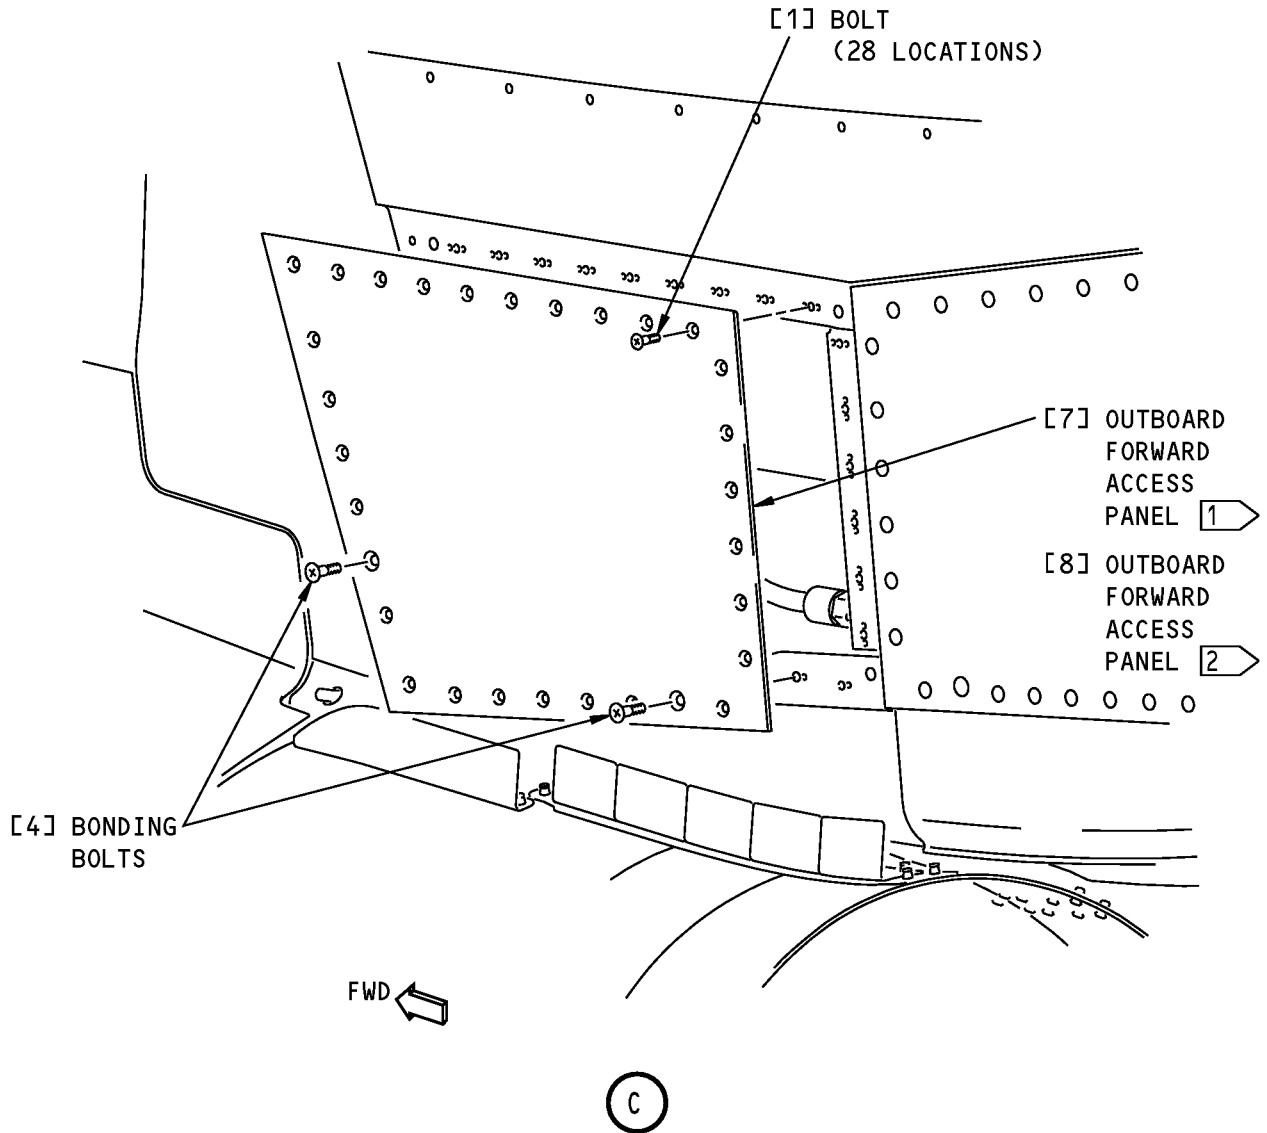 [1] BOLT
(28 LOCATIONS)
[7] OUTBOARD
FORWARD
ACCESS
PANEL 1
[8] OUTBOARD
FORWARD
ACCESS
PANEL 2
[4] BONDING
BOLTS
FWD
C